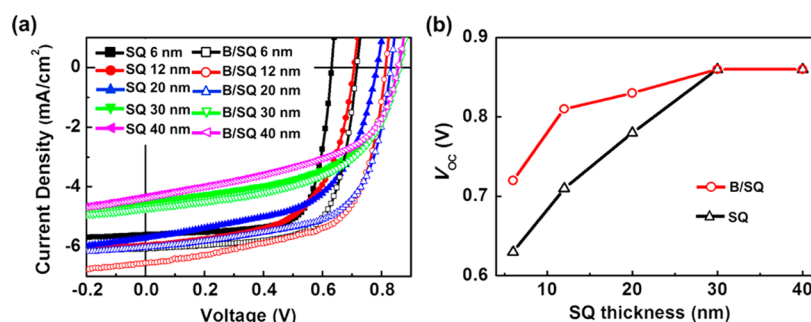 (a)
SQ 6 nm
SQ 12 nm
SQ 20 nm
SQ 30 nm
SQ 40 nm
B/SQ 6 nm
B/SQ 12 nm
B/SQ 20 nm
B/SQ 30 nm
B/SQ 40 nm
0
-2
-4
-6
Current Density (mA/cm²)
-0.2 0.0 0.2 0.4 0.6 0.8
Voltage (V)
(b)
0.9
0.8
0.7
0.6
VOC (V)
B/SQ
SQ
10 20 30 40
SQ thickness (nm)